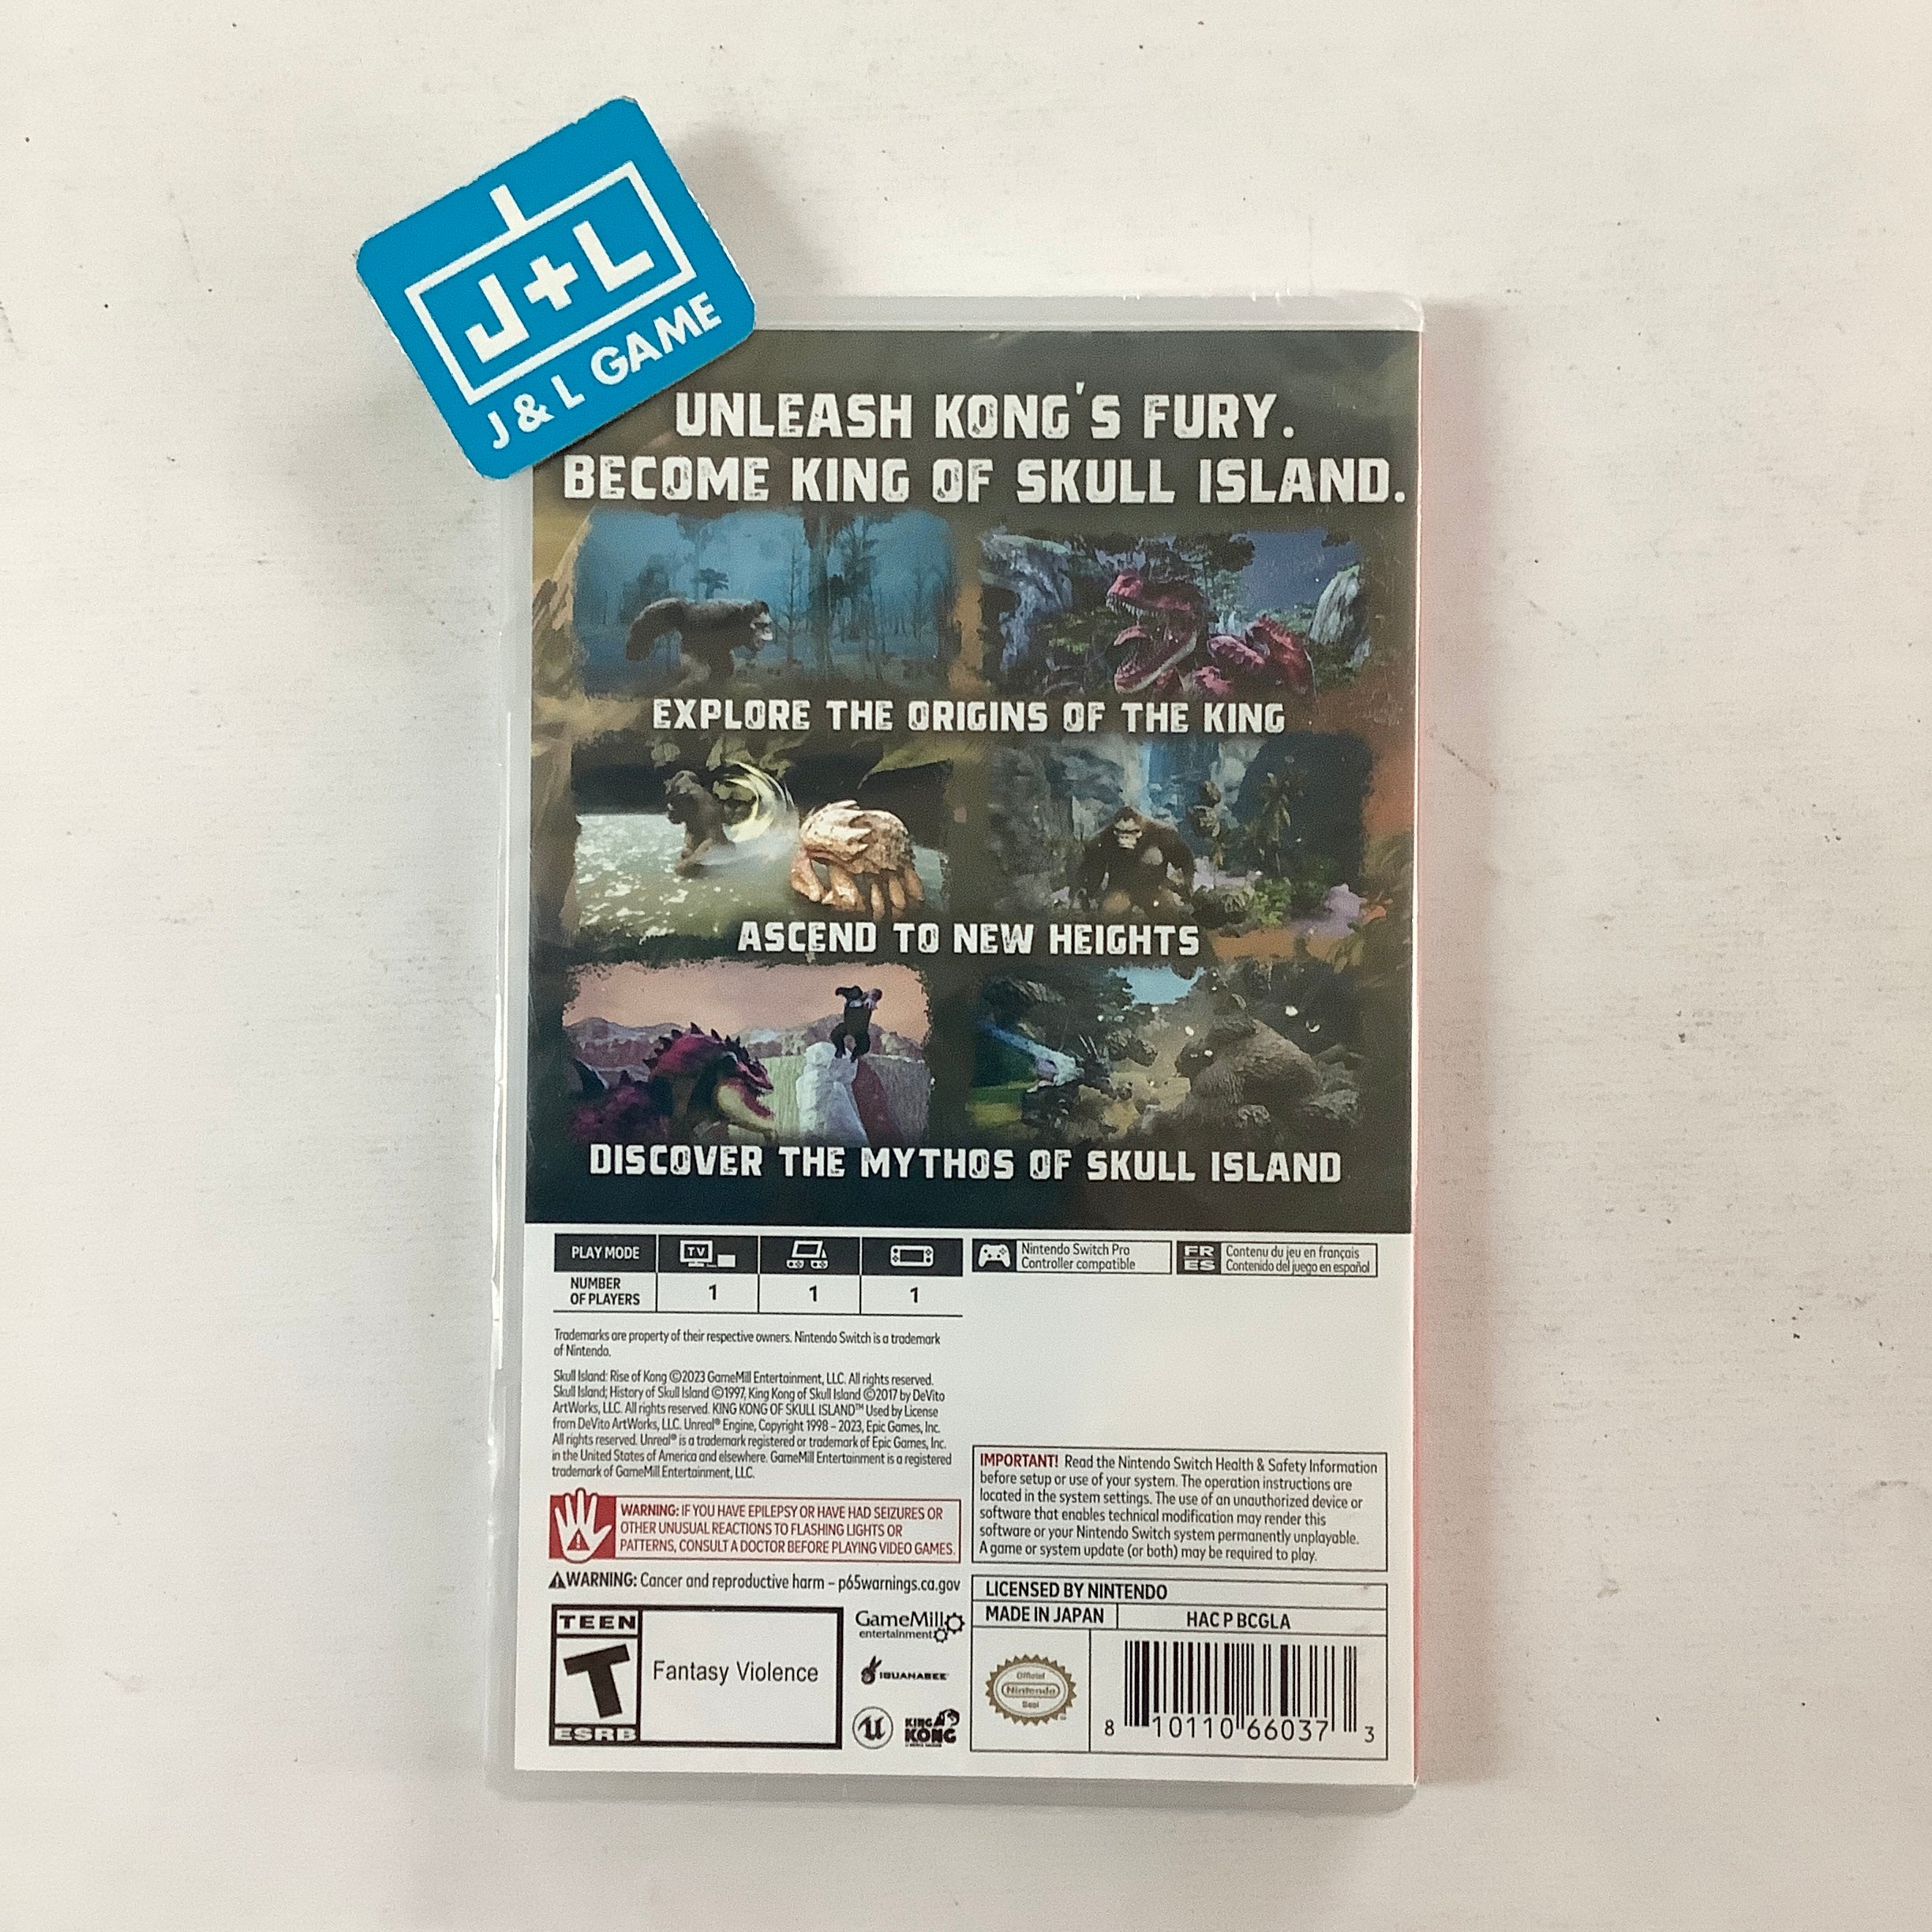 J+L
J & L GAME
UNLEASH KONG'S FURY.
BECOME KING OF SKULL ISLAND.
EXPLORE THE ORIGINS OF THE KING
ASCEND TO NEW HEIGHTS
DISCOVER THE MYTHOS OF SKULL ISLAND
PLAY MODE
TV
NUMBER
OF PLAYERS
1
1
1
Nintendo Switch Pro
Controller compatible
FR
ES
Contenu du jeu en français
Contenido del juego en español
Trademarks are property of their respective owners. Nintendo Switch is a trademark
of Nintendo.
Skull Island: Rise of Kong ©2023 GameMill Entertainment, LLC. All rights reserved.
Skull Island; History of Skull Island ©1997, King Kong of Skull Island ©2017 by DeVito
ArtWorks, LLC. All rights reserved. KING KONG OF SKULL ISLAND™ Used by License
from DeVito ArtWorks, LLC. Unreal® Engine, Copyright 1998 – 2023, Epic Games, Inc.
All rights reserved. Unreal® is a trademark registered or trademark of Epic Games, Inc.
in the United States of America and elsewhere. GameMill Entertainment is a registered
trademark of GameMill Entertainment, LLC.
WARNING: IF YOU HAVE EPILEPSY OR HAVE HAD SEIZURES OR
OTHER UNUSUAL REACTIONS TO FLASHING LIGHTS OR
PATTERNS, CONSULT A DOCTOR BEFORE PLAYING VIDEO GAMES.
WARNING: Cancer and reproductive harm – p65warnings.ca.gov
TEEN
T
ESRB
Fantasy Violence
GameMill
entertainment
IGUANABEE
KING
KONG
IMPORTANT! Read the Nintendo Switch Health & Safety Information
before setup or use of your system. The operation instructions are
located in the system settings. The use of an unauthorized device or
software that enables technical modification may render this
software or your Nintendo Switch system permanently unplayable.
A game or system update (or both) may be required to play.
LICENSED BY NINTENDO
MADE IN JAPAN
HAC P BCGLA
Official
Nintendo
Seal
8 10110 66037 3